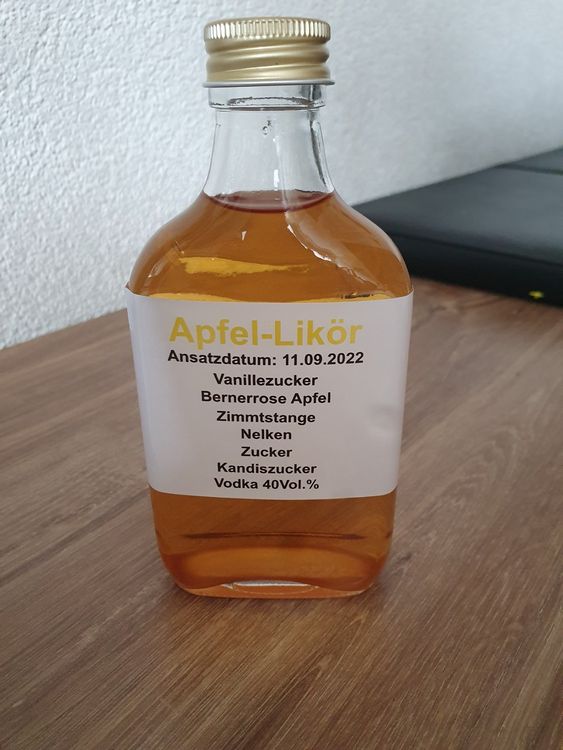 Apfel-Likör
Ansatzdatum: 11.09.2022
Vanillezucker
Bernerrose Apfel
Zimmtstange
Nelken
Zucker
Kandiszucker
Vodka 40Vol.%